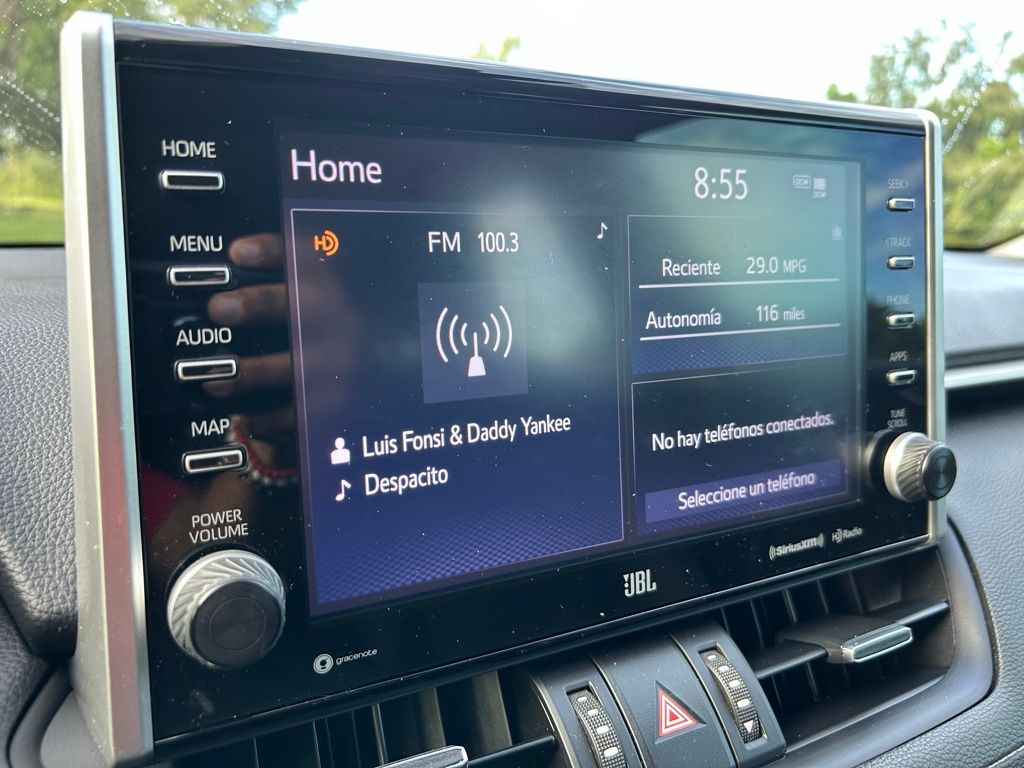 HOME
MENU
AUDIO
MAP
POWER
VOLUME
Home
8:55
DCM
DCM
HD
FM 100.3
Luis Fonsi & Daddy Yankee
Despacito
Reciente 29.0 MPG
Autonomía 116 miles
No hay teléfonos conectados.
Seleccione un teléfono
SEEK>
<TRACK
PHONE
APPS
TUNE
SCROLL
gracenote
JBL
((SiriusXM))
HD Radio